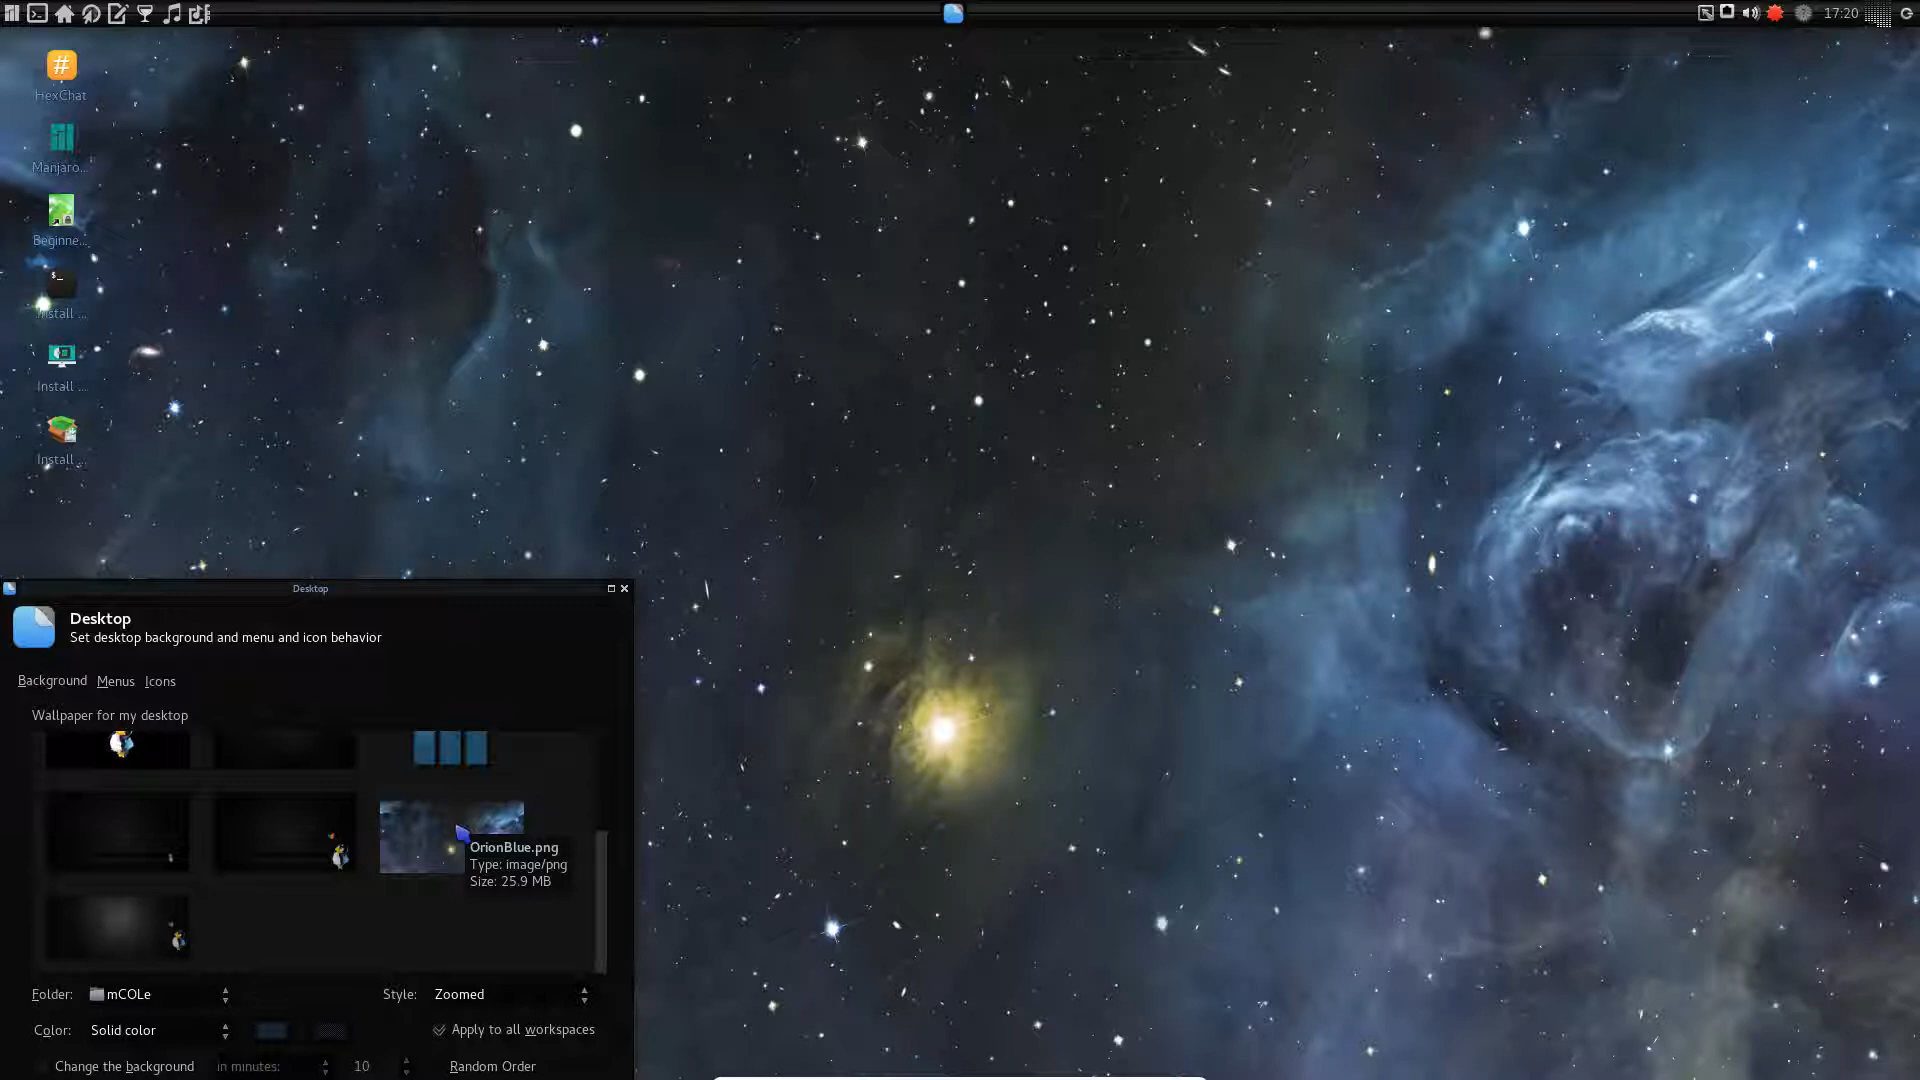 17:20
HexChat
Manjaro...
Beginne...
$_
Install ...
Install ...
Install ...
Desktop
Desktop
Set desktop background and menu and icon behavior
Background Menus Icons
Wallpaper for my desktop
OrionBlue.png
Type: image/png
Size: 25.9 MB
Folder: mCOLe Style: Zoomed
Color: Solid color Apply to all workspaces
Change the background in minutes: 10 Random Order